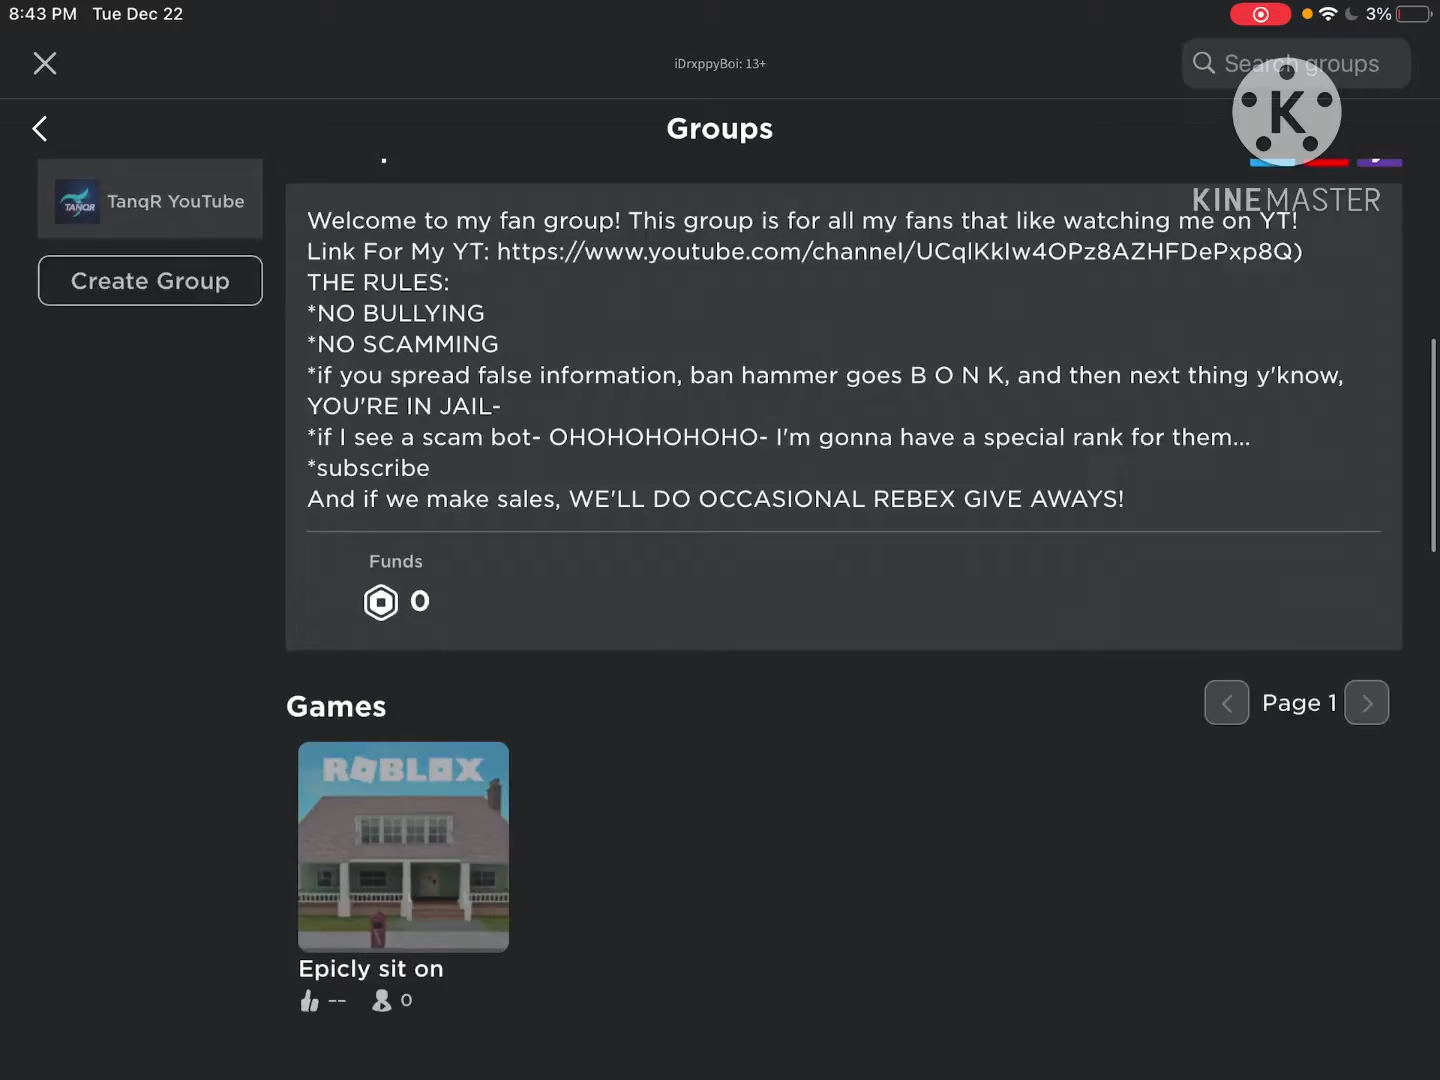 8:43 PM Tue Dec 22
3%
iDrxppyBoi: 13+
Search groups
K
KINEMASTER
Groups
TANQR
TanqR YouTube
Create Group
Welcome to my fan group! This group is for all my fans that like watching me on YT!
Link For My YT: https://www.youtube.com/channel/UCqlKklw4OPz8AZHFDePxp8Q)
THE RULES:
*NO BULLYING
*NO SCAMMING
*if you spread false information, ban hammer goes B O N K, and then next thing y'know,
YOU'RE IN JAIL-
*if I see a scam bot- OHOHOHOHOHO- I'm gonna have a special rank for them...
*subscribe
And if we make sales, WE'LL DO OCCASIONAL REBEX GIVE AWAYS!
Funds
0
Games
Page 1
ROBLOX
Epicly sit on
-- 0